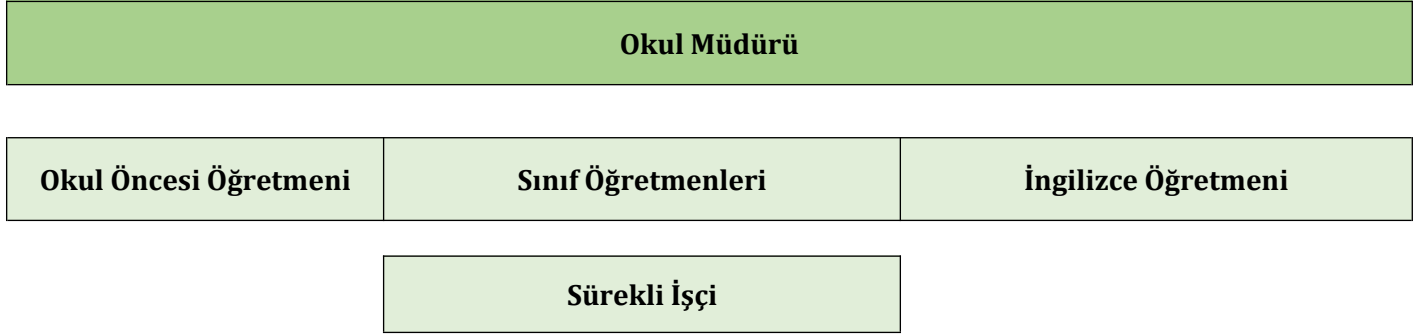 Okul Müdürü
Okul Öncesi Öğretmeni
Sınıf Öğretmenleri
İngilizce Öğretmeni
Sürekli İşçi